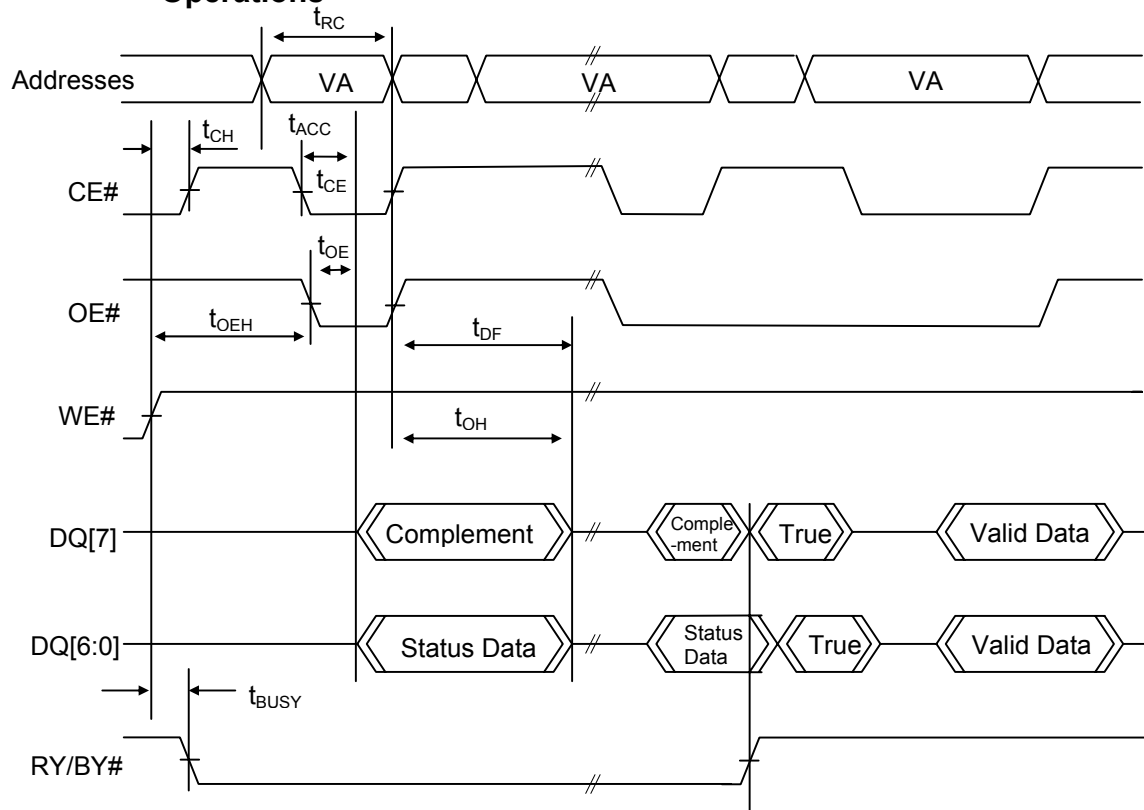 Operations
tRC
Addresses
VA
VA
VA
tCH
tACC
CE#
tCE
tOE
OE#
tOEH
tDF
WE#
tOH
DQ[7]
Complement
Comple
-ment
True
Valid Data
DQ[6:0]
Status Data
Status
Data
True
Valid Data
tBUSY
RY/BY#